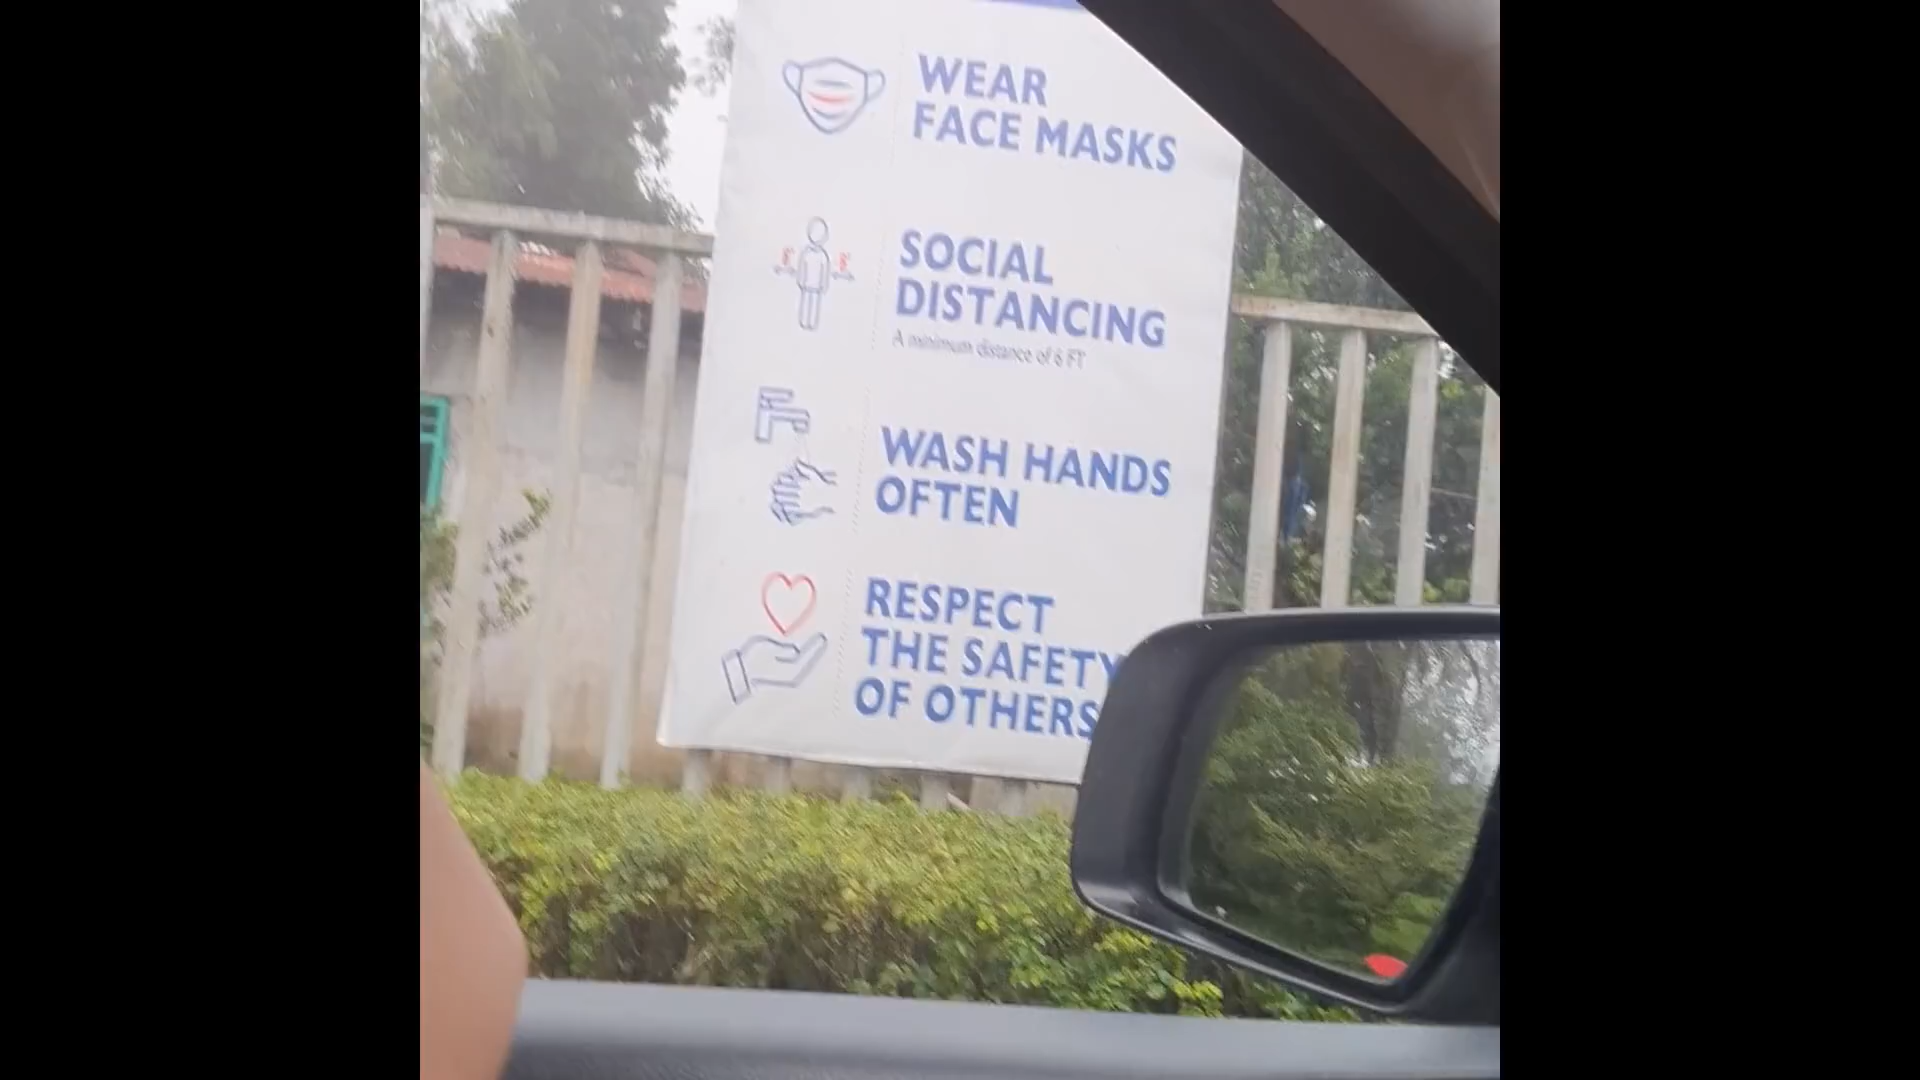 WEAR
FACE MASKS
SOCIAL
DISTANCING
A minimum distance of 6 FT
WASH HANDS
OFTEN
RESPECT
THE SAFETY
OF OTHERS